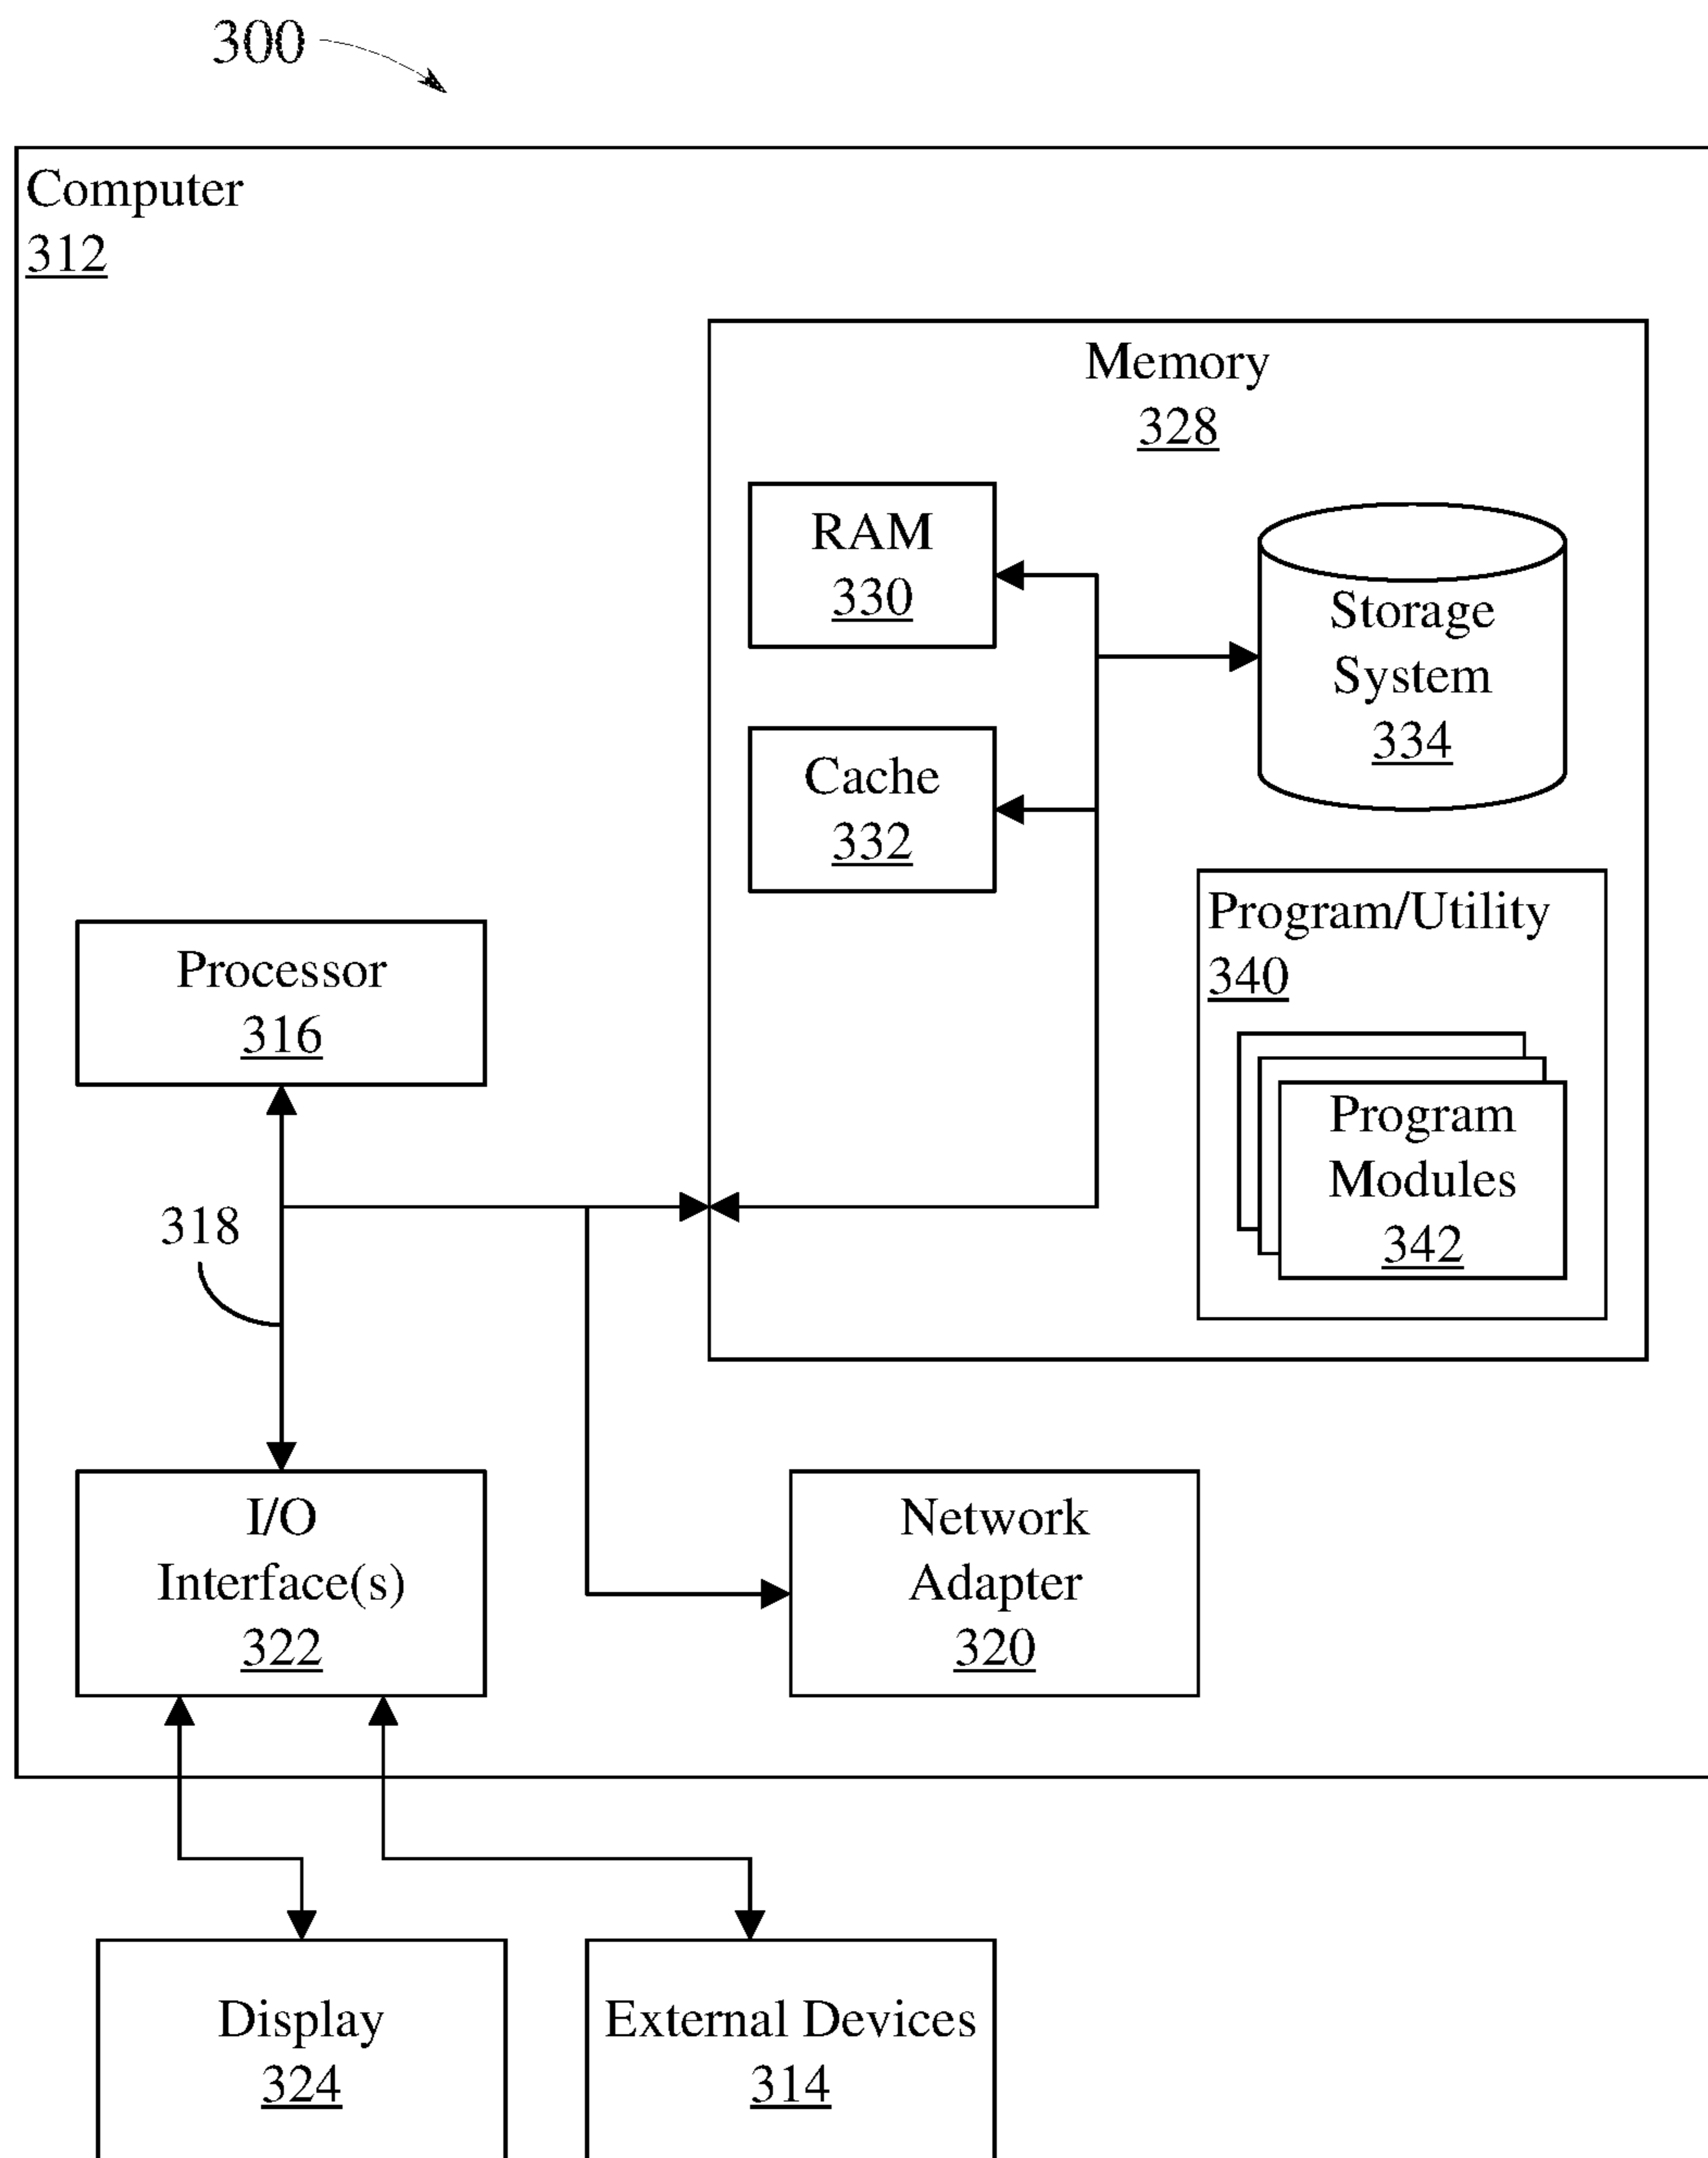 300
Computer
312
Memory
328
RAM
330
Storage
System
334
Cache
332
Program/Utility
340
Processor
316
Program
Modules
342
318
I/O
Interface(s)
322
Network
Adapter
320
Display
324
External Devices
314